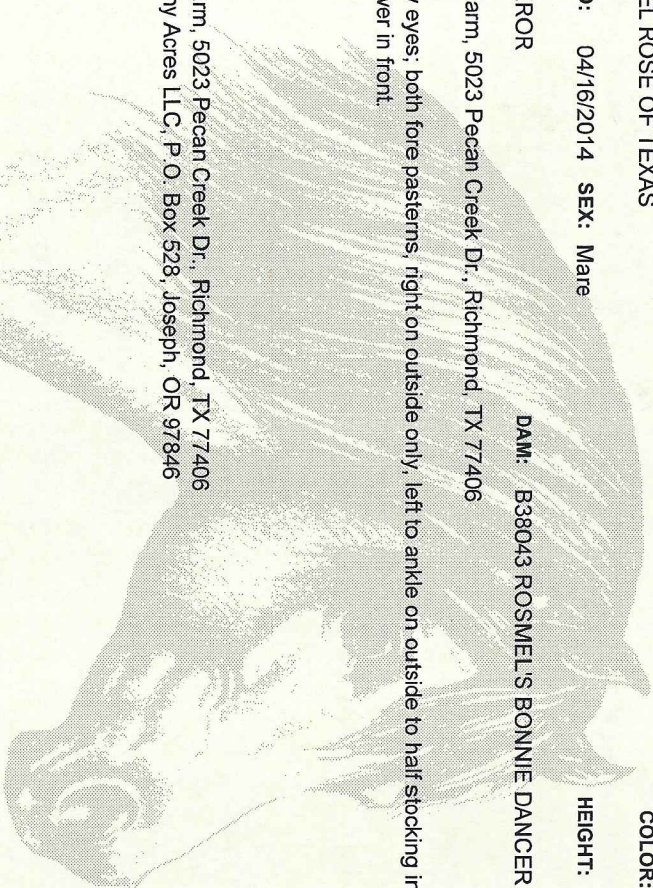 EL ROSE OF TEXAS COLOR:
D: 04/16/2014 SEX: Mare HEIGHT:
ROR DAM: B38043 ROSMEL'S BONNIE DANCER
arm, 5023 Pecan Creek Dr., Richmond, TX 77406
eyes; both fore pasterns, right on outside only, left to ankle on outside to half stocking in
ver in front.
rm, 5023 Pecan Creek Dr., Richmond, TX 77406
ny Acres LLC, P.O. Box 528, Joseph, OR 97846